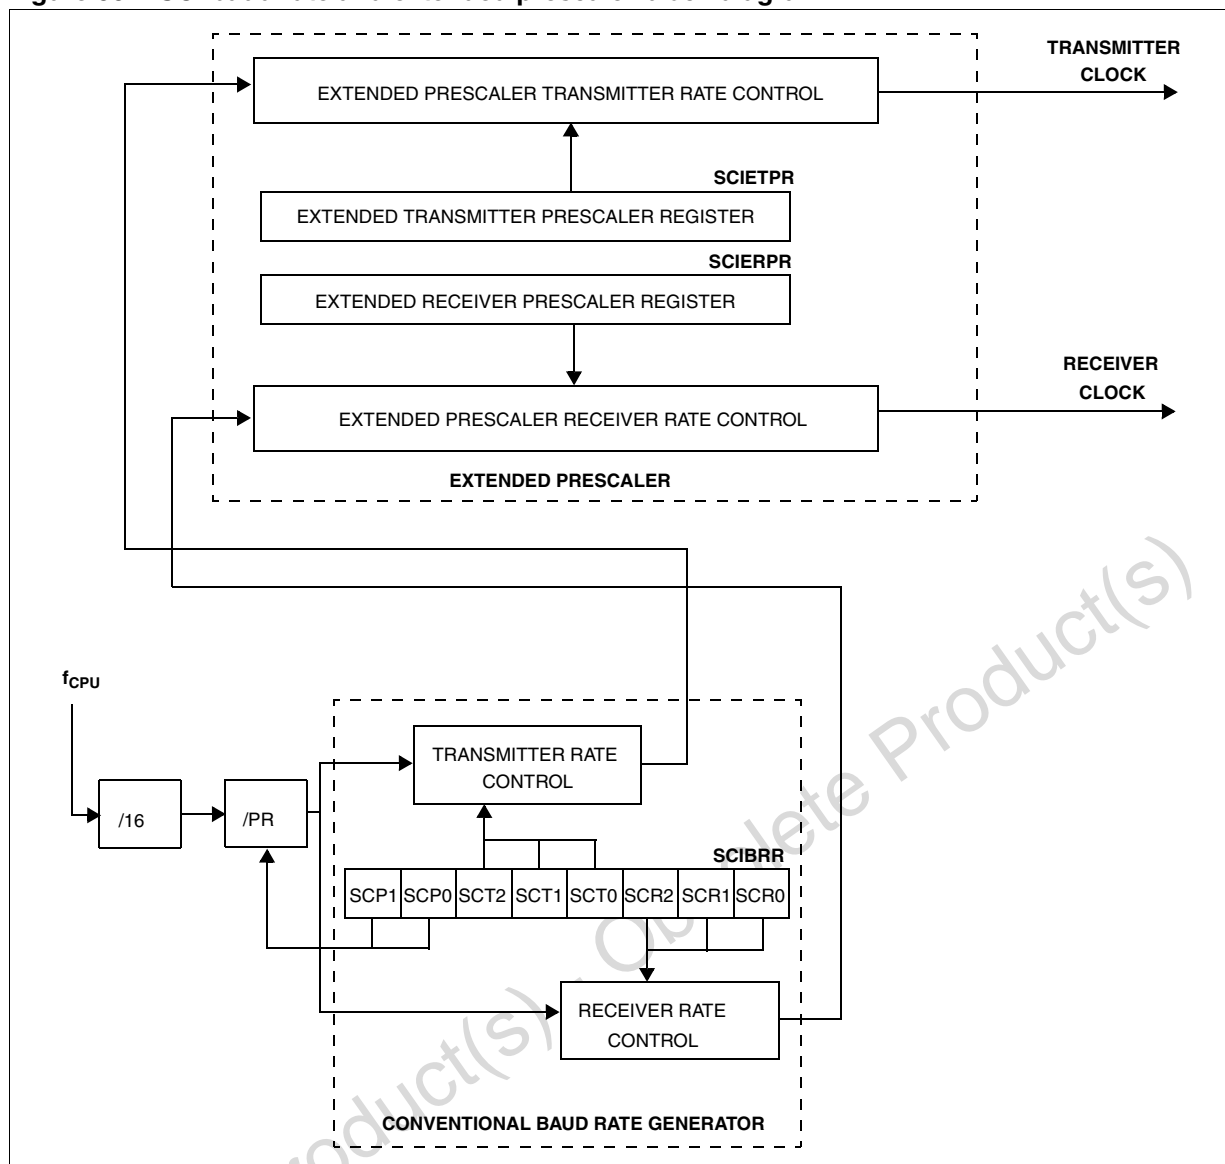 TRANSMITTER
CLOCK
EXTENDED PRESCALER TRANSMITTER RATE CONTROL
SCIETPR
EXTENDED TRANSMITTER PRESCALER REGISTER
SCIERPR
EXTENDED RECEIVER PRESCALER REGISTER
RECEIVER
CLOCK
EXTENDED PRESCALER RECEIVER RATE CONTROL
EXTENDED PRESCALER
fCPU
TRANSMITTER RATE
CONTROL
/16
/PR
SCIBRR
SCP1 SCP0 SCT2 SCT1 SCT0 SCR2 SCR1 SCR0
RECEIVER RATE
CONTROL
CONVENTIONAL BAUD RATE GENERATOR